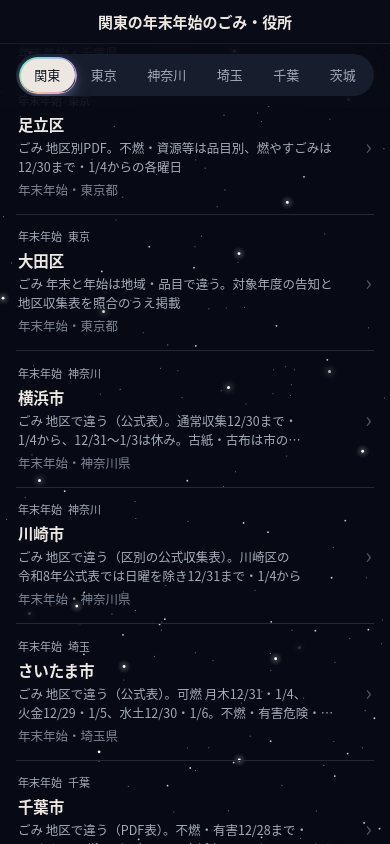 関東の年末年始のごみ・役所
関東 東京 神奈川 埼玉 千葉 茨城
年末年始 東京
足立区
ごみ 地区別PDF。不燃・資源等は品目別、燃やすごみは
12/30まで・1/4からの各曜日
年末年始・東京都
年末年始 東京
大田区
ごみ 年末と年始は地域・品目で違う。対象年度の告知と
地区収集表を照合のうえ掲載
年末年始・東京都
年末年始 神奈川
横浜市
ごみ 地区で違う（公式表）。通常収集12/30まで・
1/4から、12/31〜1/3は休み。古紙・古布は市の…
年末年始・神奈川県
年末年始 神奈川
川崎市
ごみ 地区で違う（区別の公式収集表）。川崎区の
令和8年公式表では日曜を除き12/31まで・1/4から
年末年始・神奈川県
年末年始 埼玉
さいたま市
ごみ 地区で違う（公式表）。可燃 月木12/31・1/4、
火金12/29・1/5、水土12/30・1/6。不燃・有害危険・…
年末年始・埼玉県
年末年始 千葉
千葉市
ごみ 地区で違う（PDF表）。不燃・有害12/28まで・